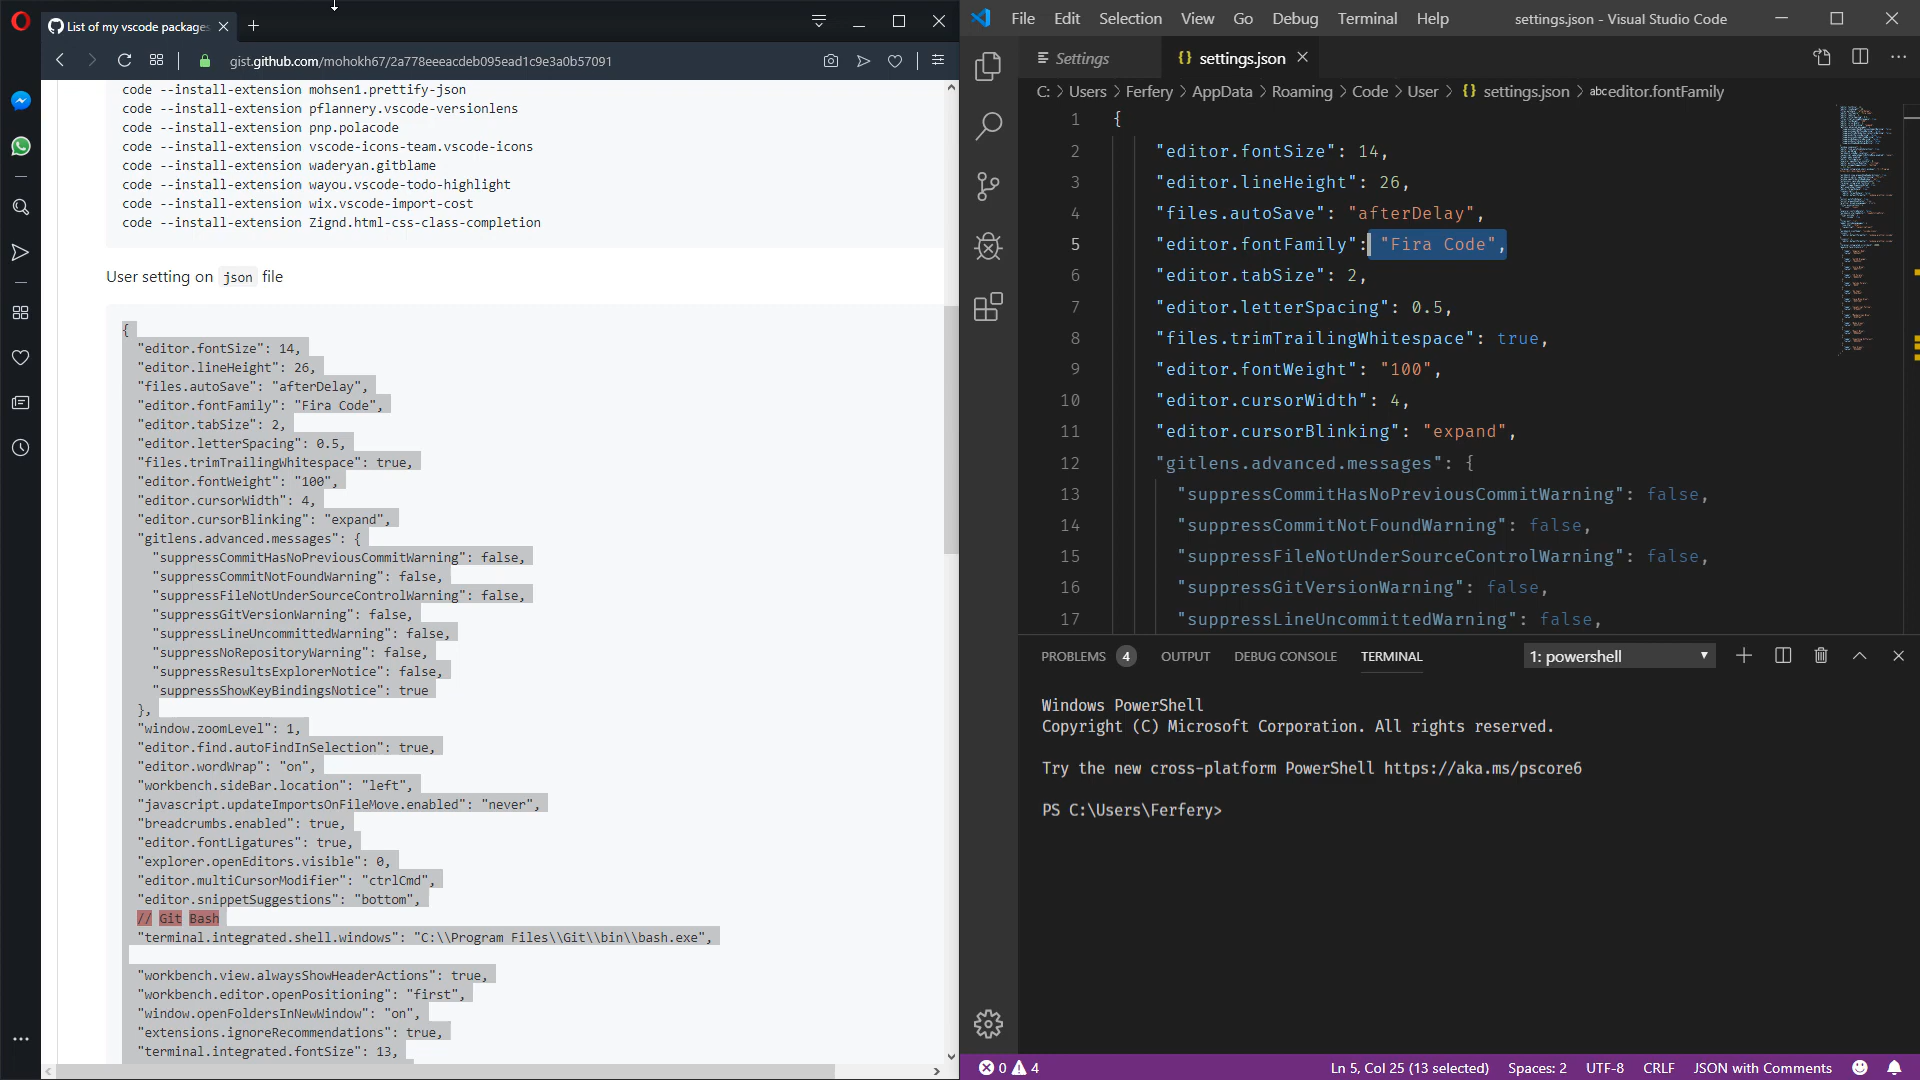 List of my vscode packages
gist.github.com/mohokh67/2a778eeeacdeb095ead1c9e3a0b57091
code --install-extension mohsen1.prettify-json
code --install-extension pflannery.vscode-versionlens
code --install-extension pnp.polacode
code --install-extension vscode-icons-team.vscode-icons
code --install-extension waderyan.gitblame
code --install-extension wayou.vscode-todo-highlight
code --install-extension wix.vscode-import-cost
code --install-extension Zignd.html-css-class-completion
User setting on json file
{
"editor.fontSize": 14,
"editor.lineHeight": 26,
"files.autoSave": "afterDelay",
"editor.fontFamily": "Fira Code",
"editor.tabSize": 2,
"editor.letterSpacing": 0.5,
"files.trimTrailingWhitespace": true,
"editor.fontWeight": "100",
"editor.cursorWidth": 4,
"editor.cursorBlinking": "expand",
"gitlens.advanced.messages": {
"suppressCommitHasNoPreviousCommitWarning": false,
"suppressCommitNotFoundWarning": false,
"suppressFileNotUnderSourceControlWarning": false,
"suppressGitVersionWarning": false,
"suppressLineUncommittedWarning": false,
"suppressNoRepositoryWarning": false,
"suppressResultsExplorerNotice": false,
"suppressShowKeyBindingsNotice": true
},
"window.zoomLevel": 1,
"editor.find.autoFindInSelection": true,
"editor.wordWrap": "on",
"workbench.sideBar.location": "left",
"javascript.updateImportsOnFileMove.enabled": "never",
"breadcrumbs.enabled": true,
"editor.fontLigatures": true,
"explorer.openEditors.visible": 0,
"editor.multiCursorModifier": "ctrlCmd",
"editor.snippetSuggestions": "bottom",
// Git Bash
"terminal.integrated.shell.windows": "C:\\Program Files\\Git\\bin\\bash.exe",
"workbench.view.alwaysShowHeaderActions": true,
"workbench.editor.openPositioning": "first",
"window.openFoldersInNewWindow": "on",
"extensions.ignoreRecommendations": true,
"terminal.integrated.fontSize": 13,
File Edit Selection View Go Debug Terminal Help settings.json - Visual Studio Code
Settings {} settings.json
C: > Users > Ferfery > AppData > Roaming > Code > User > {} settings.json > abc editor.fontFamily
1 {
2 "editor.fontSize": 14,
3 "editor.lineHeight": 26,
4 "files.autoSave": "afterDelay",
5 "editor.fontFamily": "Fira Code",
6 "editor.tabSize": 2,
7 "editor.letterSpacing": 0.5,
8 "files.trimTrailingWhitespace": true,
9 "editor.fontWeight": "100",
10 "editor.cursorWidth": 4,
11 "editor.cursorBlinking": "expand",
12 "gitlens.advanced.messages": {
13 "suppressCommitHasNoPreviousCommitWarning": false,
14 "suppressCommitNotFoundWarning": false,
15 "suppressFileNotUnderSourceControlWarning": false,
16 "suppressGitVersionWarning": false,
17 "suppressLineUncommittedWarning": false,
PROBLEMS 4 OUTPUT DEBUG CONSOLE TERMINAL 1: powershell
Windows PowerShell
Copyright (C) Microsoft Corporation. All rights reserved.
Try the new cross-platform PowerShell https://aka.ms/pscore6
PS C:\Users\Ferfery>
0 4 Ln 5, Col 25 (13 selected) Spaces: 2 UTF-8 CRLF JSON with Comments